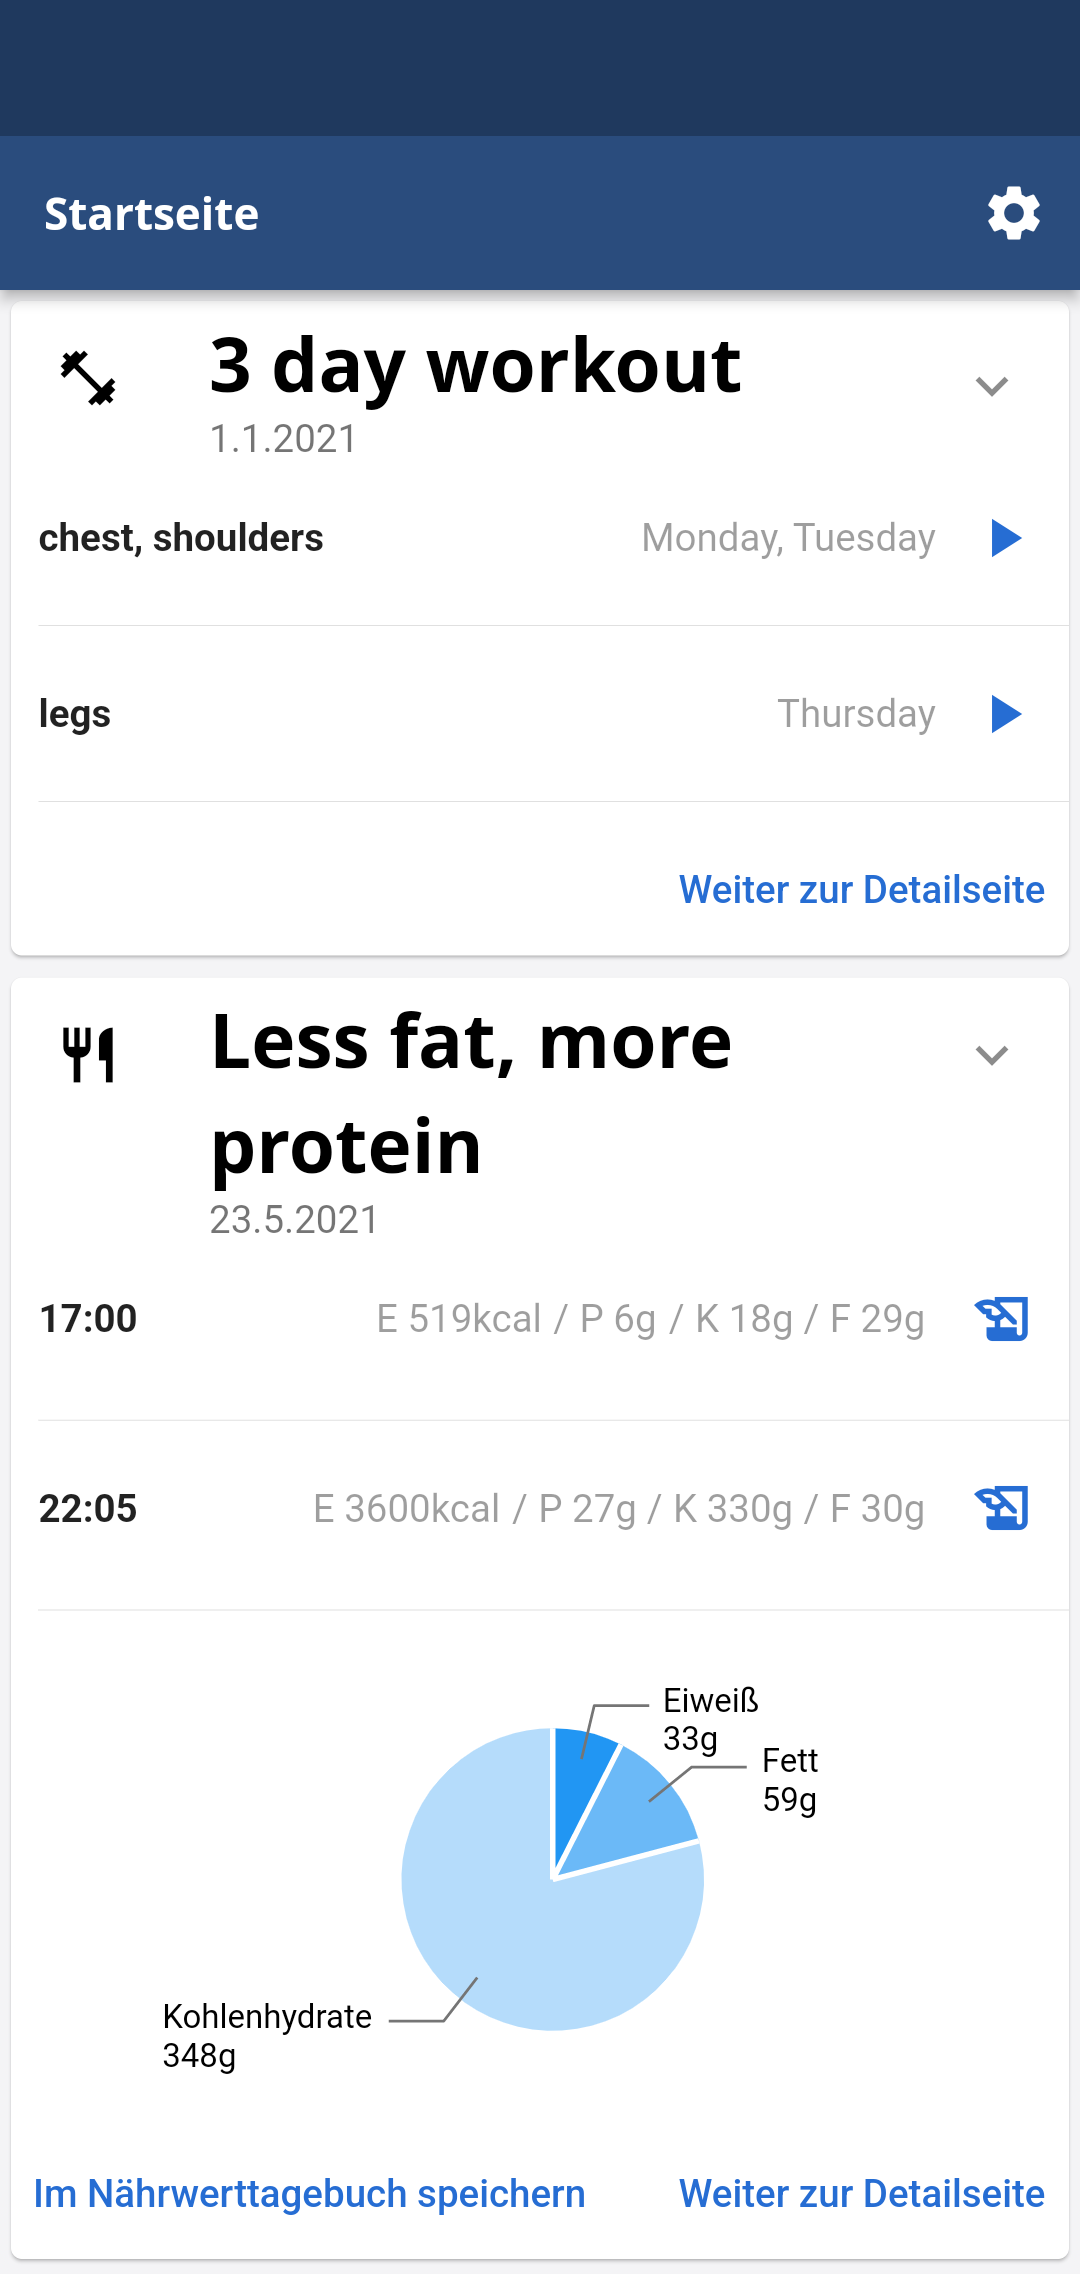 Startseite
3 day workout
1.1.2021
chest, shoulders Monday, Tuesday
legs Thursday
Weiter zur Detailseite
Less fat, more
protein
23.5.2021
17:00 E 519kcal / P 6g / K 18g / F 29g
22:05 E 3600kcal / P 27g / K 330g / F 30g
Eiweiß
33g
Fett
59g
Kohlenhydrate
348g
Im Nährwerttagebuch speichern Weiter zur Detailseite